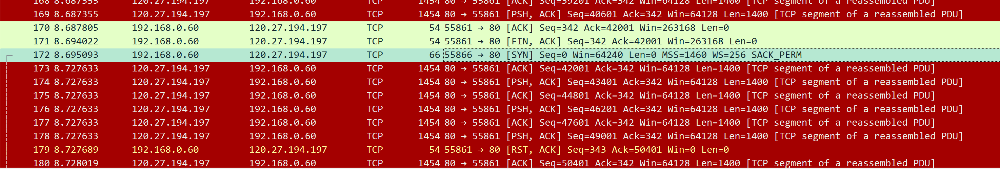 168 8.687355 120.27.194.197 192.168.0.60 TCP 1454 80 → 55861 [ACK] Seq=39201 Ack=342 Win=64128 Len=1400 [TCP segment of a reassembled PDU]
169 8.687355 120.27.194.197 192.168.0.60 TCP 1454 80 → 55861 [PSH, ACK] Seq=40601 Ack=342 Win=64128 Len=1400 [TCP segment of a reassembled PDU]
170 8.687805 192.168.0.60 120.27.194.197 TCP 54 55861 → 80 [ACK] Seq=342 Ack=42001 Win=263168 Len=0
171 8.694022 192.168.0.60 120.27.194.197 TCP 54 55861 → 80 [FIN, ACK] Seq=342 Ack=42001 Win=263168 Len=0
172 8.695093 192.168.0.60 120.27.194.197 TCP 66 55866 → 80 [SYN] Seq=0 Win=64240 Len=0 MSS=1460 WS=256 SACK_PERM
173 8.727633 120.27.194.197 192.168.0.60 TCP 1454 80 → 55861 [ACK] Seq=42001 Ack=342 Win=64128 Len=1400 [TCP segment of a reassembled PDU]
174 8.727633 120.27.194.197 192.168.0.60 TCP 1454 80 → 55861 [PSH, ACK] Seq=43401 Ack=342 Win=64128 Len=1400 [TCP segment of a reassembled PDU]
175 8.727633 120.27.194.197 192.168.0.60 TCP 1454 80 → 55861 [ACK] Seq=44801 Ack=342 Win=64128 Len=1400 [TCP segment of a reassembled PDU]
176 8.727633 120.27.194.197 192.168.0.60 TCP 1454 80 → 55861 [PSH, ACK] Seq=46201 Ack=342 Win=64128 Len=1400 [TCP segment of a reassembled PDU]
177 8.727633 120.27.194.197 192.168.0.60 TCP 1454 80 → 55861 [ACK] Seq=47601 Ack=342 Win=64128 Len=1400 [TCP segment of a reassembled PDU]
178 8.727633 120.27.194.197 192.168.0.60 TCP 1454 80 → 55861 [PSH, ACK] Seq=49001 Ack=342 Win=64128 Len=1400 [TCP segment of a reassembled PDU]
179 8.727689 192.168.0.60 120.27.194.197 TCP 54 55861 → 80 [RST, ACK] Seq=343 Ack=50401 Win=0 Len=0
180 8.728019 120.27.194.197 192.168.0.60 TCP 1454 80 → 55861 [ACK] Seq=50401 Ack=342 Win=64128 Len=1400 [TCP segment of a reassembled PDU]